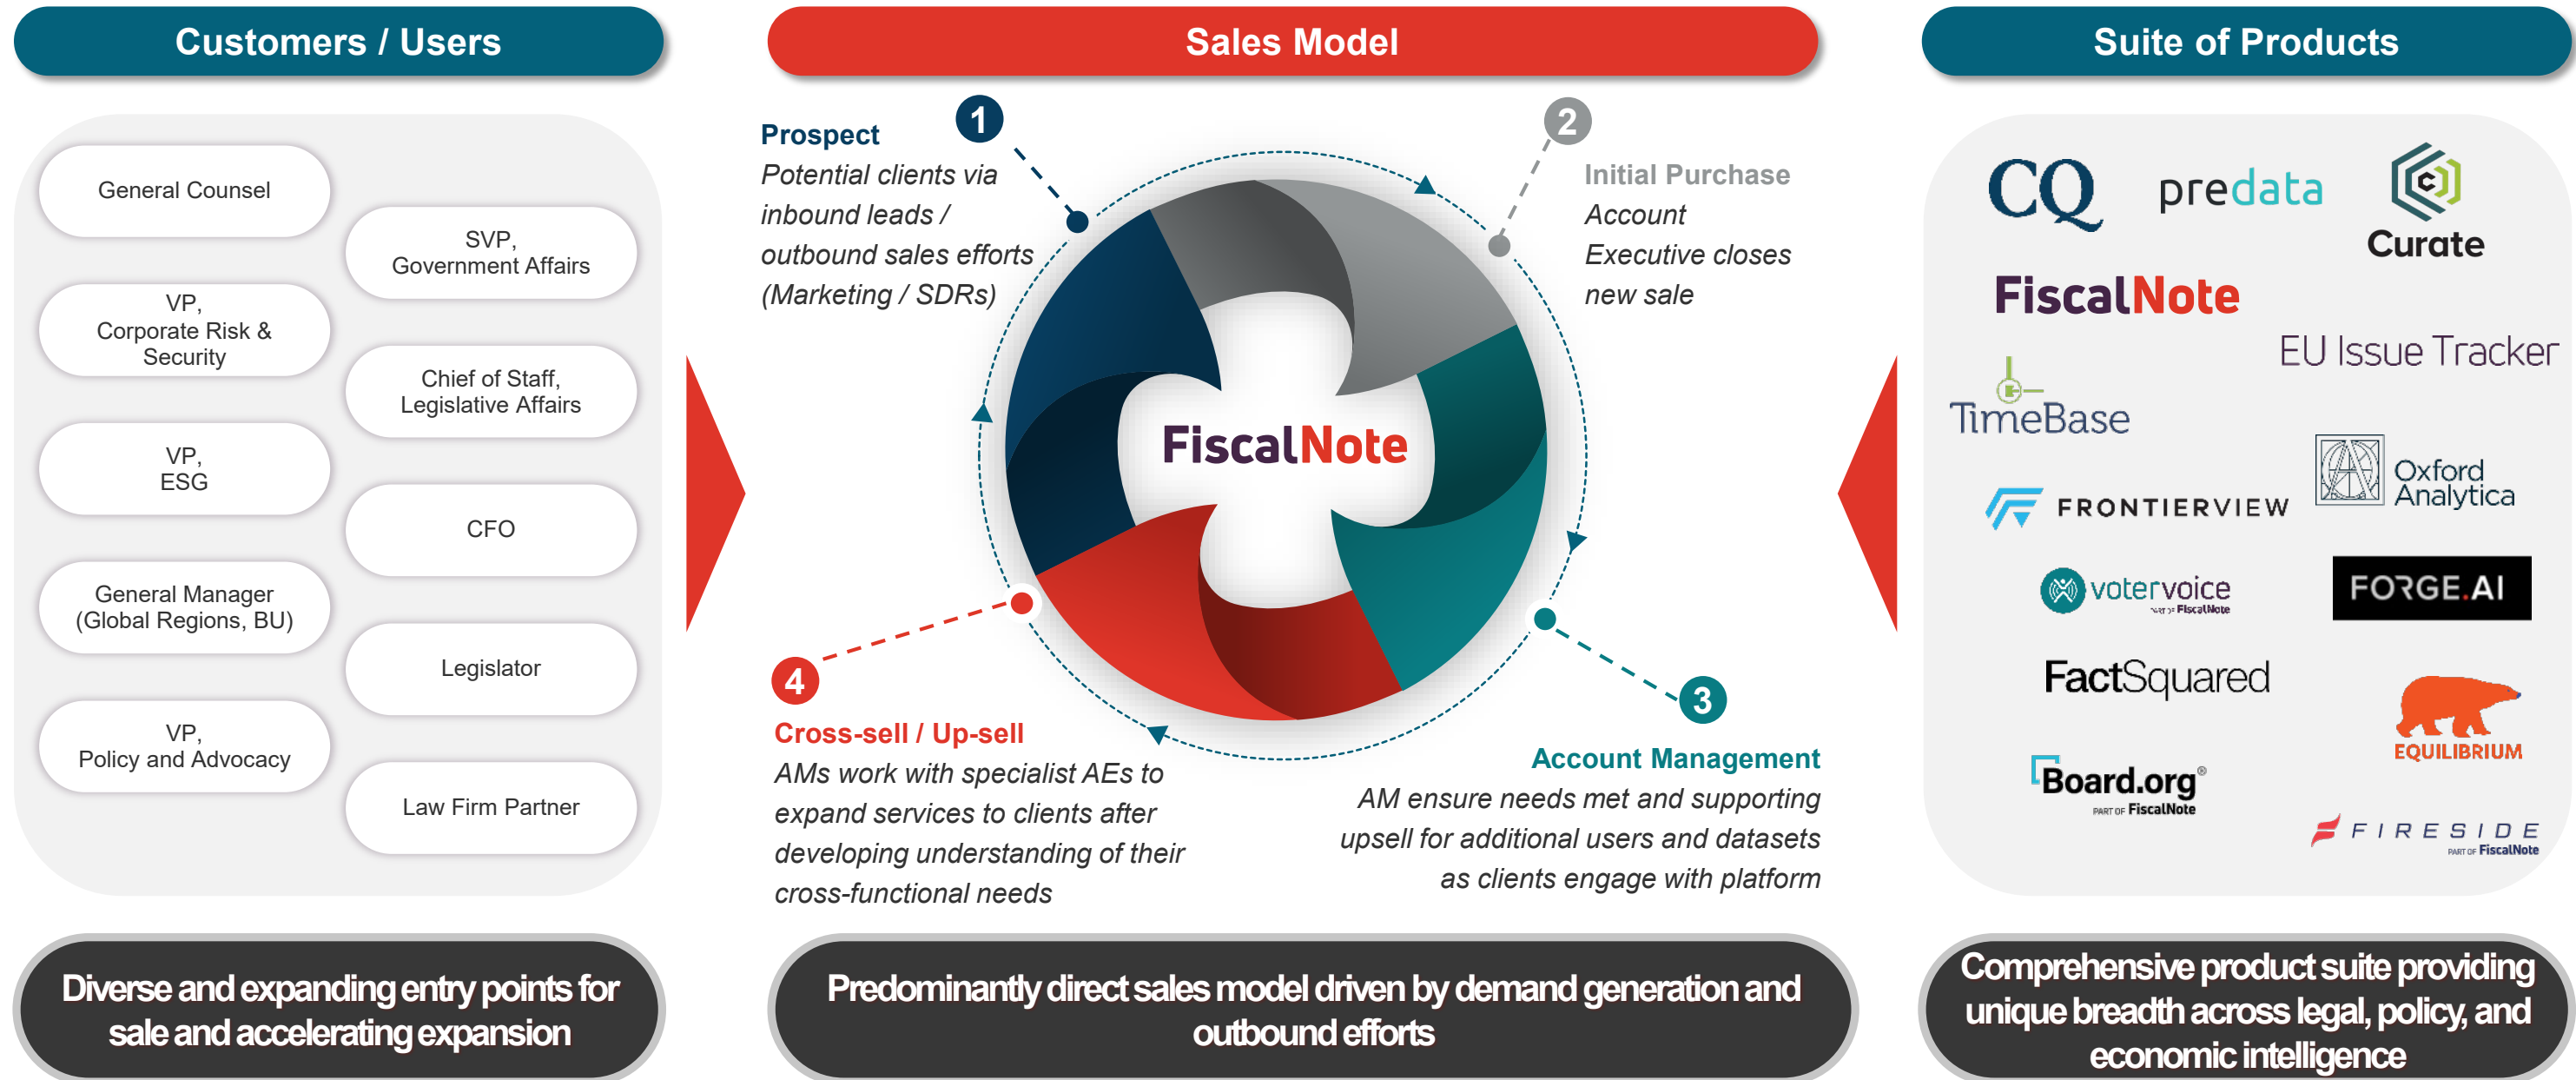 Customers / Users
General Counsel
SVP,
Government Affairs
VP,
Corporate Risk &
Security
Chief of Staff,
Legislative Affairs
VP,
ESG
CFO
General Manager
(Global Regions, BU)
Legislator
VP,
Policy and Advocacy
Law Firm Partner
Diverse and expanding entry points for
sale and accelerating expansion
Sales Model
1
Prospect
Potential clients via
inbound leads /
outbound sales efforts
(Marketing / SDRs)
2
Initial Purchase
Account
Executive closes
new sale
FiscalNote
4
Cross-sell / Up-sell
AMs work with specialist AEs to
expand services to clients after
developing understanding of their
cross-functional needs
3
Account Management
AM ensure needs met and supporting
upsell for additional users and datasets
as clients engage with platform
Predominantly direct sales model driven by demand generation and
outbound efforts
Suite of Products
CQ
predata
Curate
FiscalNote
EU Issue Tracker
TimeBase
Oxford
Analytica
FRONTIERVIEW
votervoice
PART OF FiscalNote
FORGE.AI
FactSquared
EQUILIBRIUM
Board.org®
PART OF FiscalNote
FIRESIDE
PART OF FiscalNote
Comprehensive product suite providing
unique breadth across legal, policy, and
economic intelligence